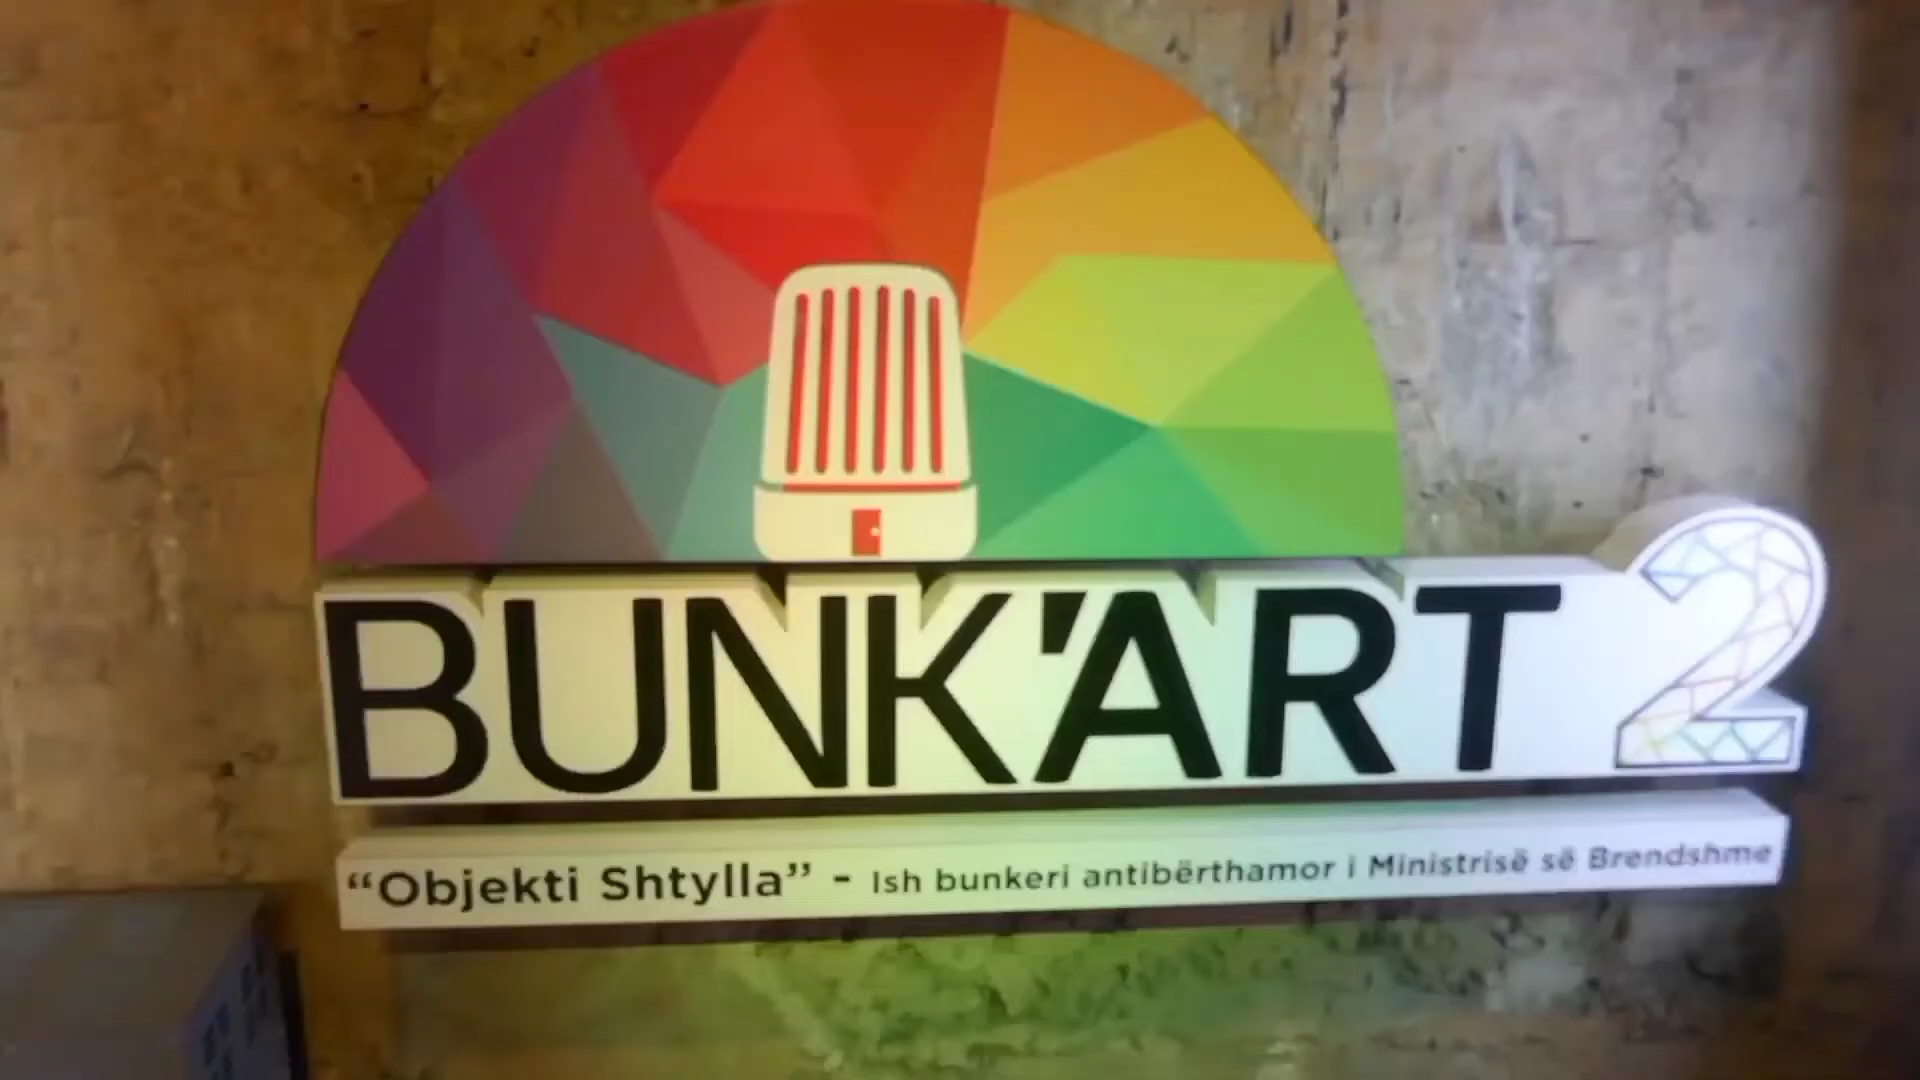 BUNK'ART 2
“Objekti Shtylla” - Ish bunkeri antibërthamor i Ministrisë së Brendshme